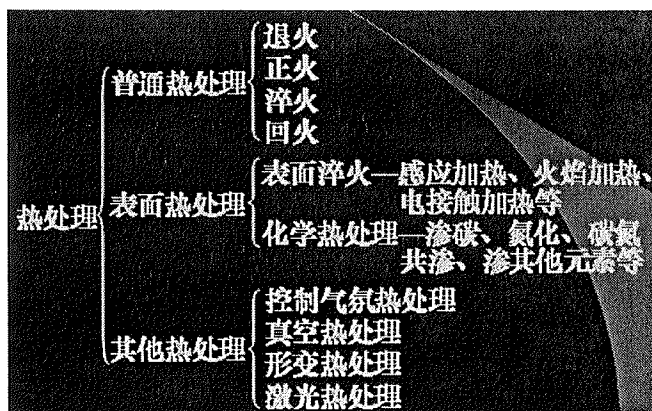 退火
正火
普通热处理
淬火
回火
表面淬火—感应加热、火焰加热、
电接触加热等
热处理
表面热处理
化学热处理—渗碳、氮化、碳氮
共渗、渗其他元素等
控制气氛热处理
真空热处理
其他热处理
形变热处理
激光热处理